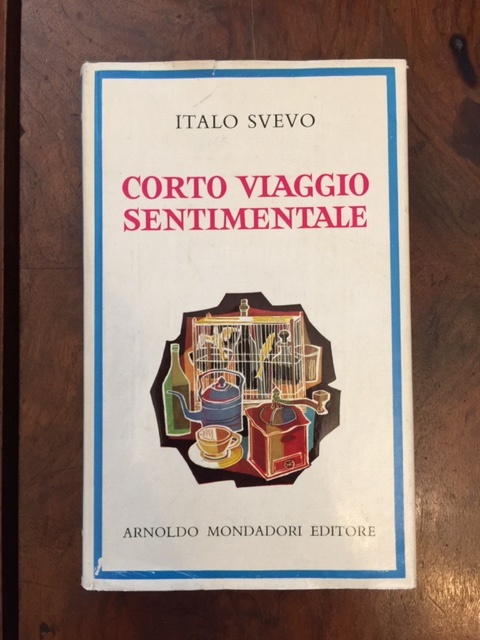 ITALO SVEVO
CORTO VIAGGIO
SENTIMENTALE
ARNOLDO MONDADORI EDITORE